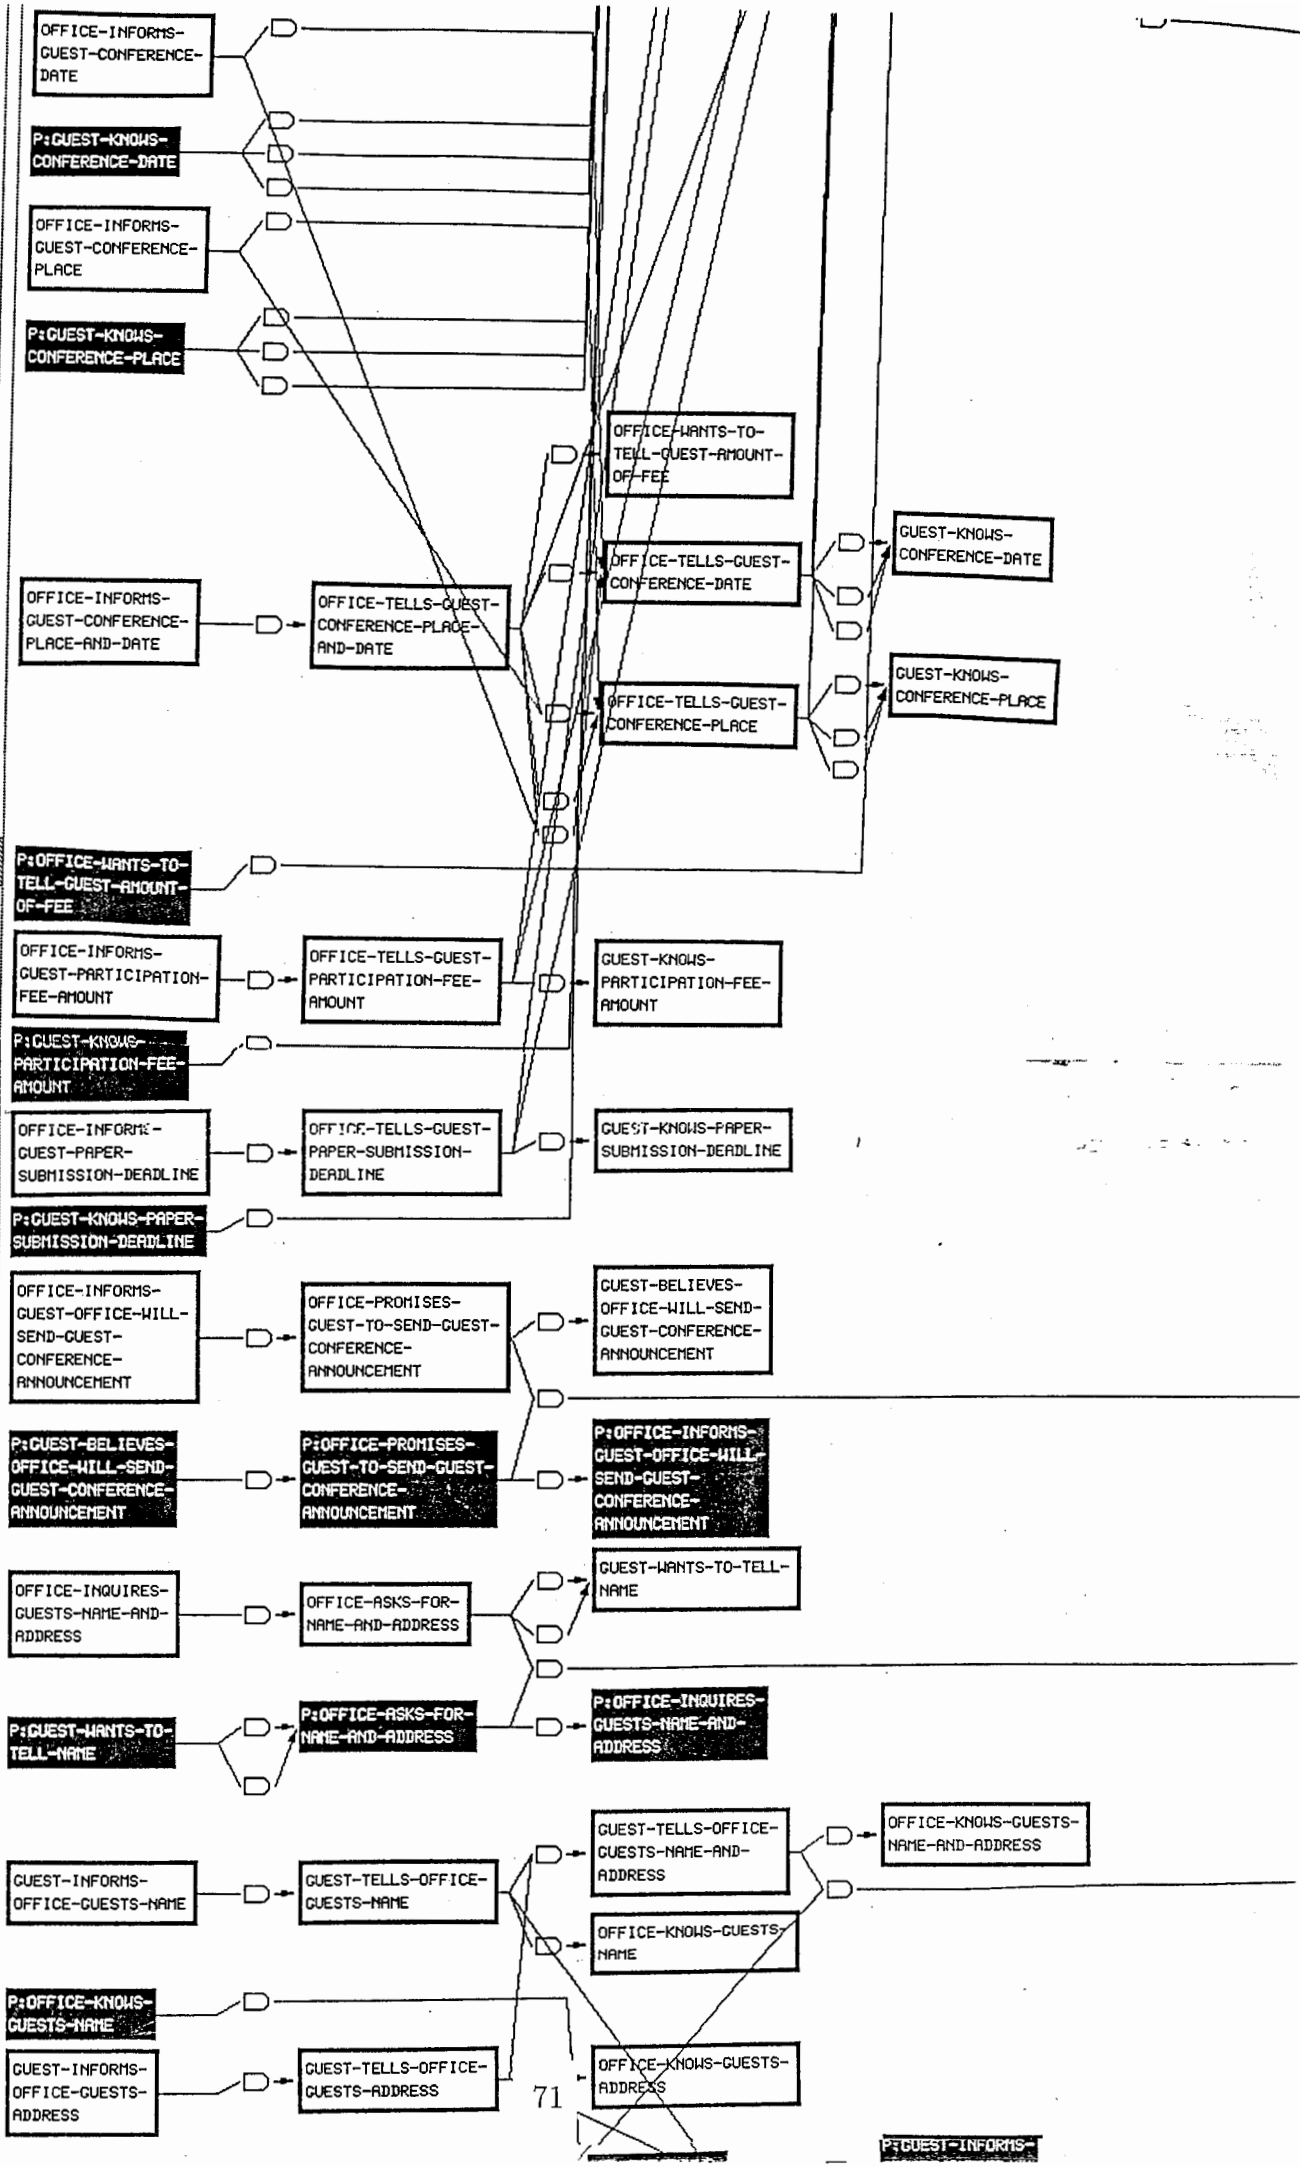 OFFICE-INFORMS-
GUEST-CONFERENCE-
DATE
P:GUEST-KNOWS-
CONFERENCE-DATE
OFFICE-INFORMS-
GUEST-CONFERENCE-
PLACE
P:GUEST-KNOWS-
CONFERENCE-PLACE
OFFICE-WANTS-TO-
TELL-GUEST-AMOUNT-
OF-FEE
GUEST-KNOWS-
CONFERENCE-DATE
OFFICE-TELLS-GUEST-
CONFERENCE-DATE
OFFICE-INFORMS-
GUEST-CONFERENCE-
PLACE-AND-DATE
OFFICE-TELLS-GUEST-
CONFERENCE-PLACE-
AND-DATE
GUEST-KNOWS-
CONFERENCE-PLACE
OFFICE-TELLS-GUEST-
CONFERENCE-PLACE
P:OFFICE-WANTS-TO-
TELL-GUEST-AMOUNT-
OF-FEE
OFFICE-INFORMS-
GUEST-PARTICIPATION-
FEE-AMOUNT
OFFICE-TELLS-GUEST-
PARTICIPATION-FEE-
AMOUNT
GUEST-KNOWS-
PARTICIPATION-FEE-
AMOUNT
P:GUEST-KNOWS-
PARTICIPATION-FEE-
AMOUNT
OFFICE-INFORMS-
GUEST-PAPER-
SUBMISSION-DEADLINE
OFFICE-TELLS-GUEST-
PAPER-SUBMISSION-
DEADLINE
GUEST-KNOWS-PAPER-
SUBMISSION-DEADLINE
P:GUEST-KNOWS-PAPER-
SUBMISSION-DEADLINE
OFFICE-INFORMS-
GUEST-OFFICE-WILL-
SEND-GUEST-
CONFERENCE-
ANNOUNCEMENT
OFFICE-PROMISES-
GUEST-TO-SEND-GUEST-
CONFERENCE-
ANNOUNCEMENT
GUEST-BELIEVES-
OFFICE-WILL-SEND-
GUEST-CONFERENCE-
ANNOUNCEMENT
P:GUEST-BELIEVES-
OFFICE-WILL-SEND-
GUEST-CONFERENCE-
ANNOUNCEMENT
P:OFFICE-PROMISES-
GUEST-TO-SEND-GUEST-
CONFERENCE-
ANNOUNCEMENT
P:OFFICE-INFORMS-
GUEST-OFFICE-WILL-
SEND-GUEST-
CONFERENCE-
ANNOUNCEMENT
OFFICE-INQUIRES-
GUESTS-NAME-AND-
ADDRESS
OFFICE-ASKS-FOR-
NAME-AND-ADDRESS
GUEST-WANTS-TO-TELL-
NAME
P:GUEST-WANTS-TO-
TELL-NAME
P:OFFICE-ASKS-FOR-
NAME-AND-ADDRESS
P:OFFICE-INQUIRES-
GUESTS-NAME-AND-
ADDRESS
GUEST-INFORMS-
OFFICE-GUESTS-NAME
GUEST-TELLS-OFFICE-
GUESTS-NAME
GUEST-TELLS-OFFICE-
GUESTS-NAME-AND-
ADDRESS
OFFICE-KNOWS-GUESTS-
NAME-AND-ADDRESS
OFFICE-KNOWS-GUESTS-
NAME
P:OFFICE-KNOWS-
GUESTS-NAME
GUEST-INFORMS-
OFFICE-GUESTS-
ADDRESS
GUEST-TELLS-OFFICE-
GUESTS-ADDRESS
OFFICE-KNOWS-GUESTS-
ADDRESS
71
P:GUEST-INFORMS-